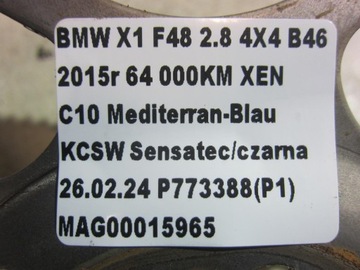 BMW X1 F48 2.8 4X4 B46
2015r 64 000KM XEN
C10 Mediterran-Blau
KCSW Sensatec/czarna
26.02.24 P773388(P1)
MAG00015965